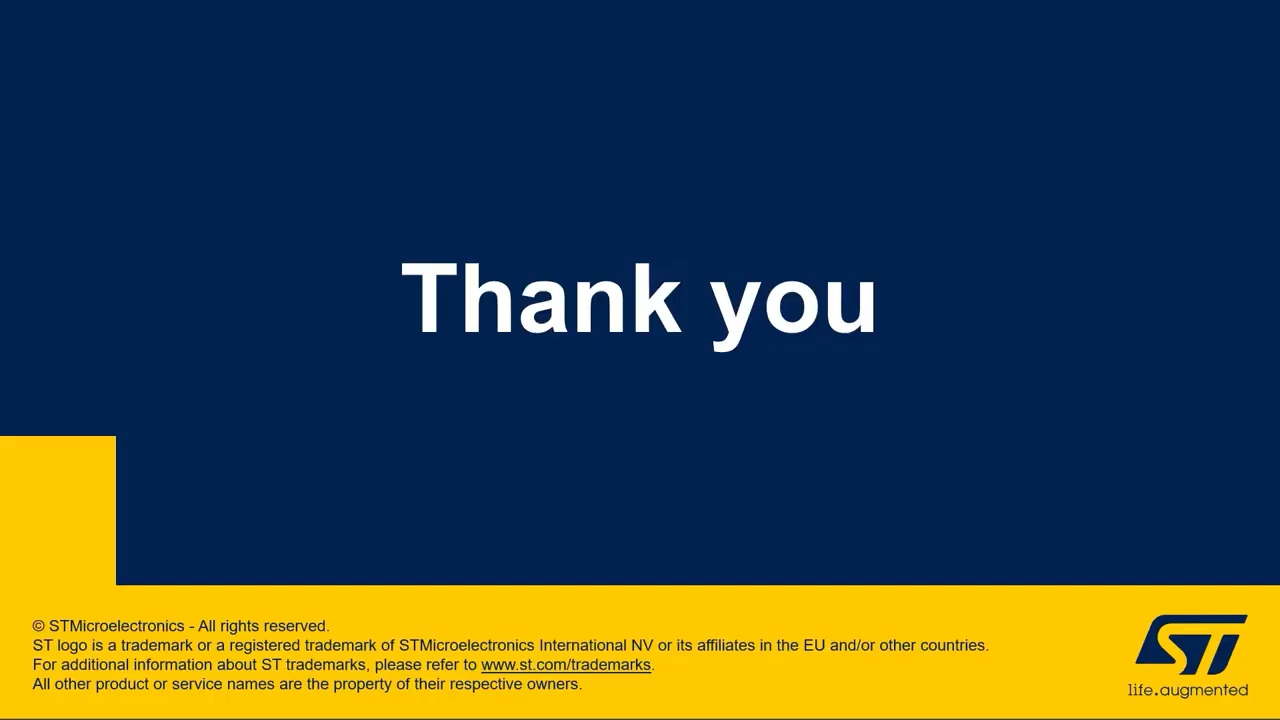 Thank you
© STMicroelectronics - All rights reserved.
ST logo is a trademark or a registered trademark of STMicroelectronics International NV or its affiliates in the EU and/or other countries.
For additional information about ST trademarks, please refer to www.st.com/trademarks.
All other product or service names are the property of their respective owners.
ST
life.augmented